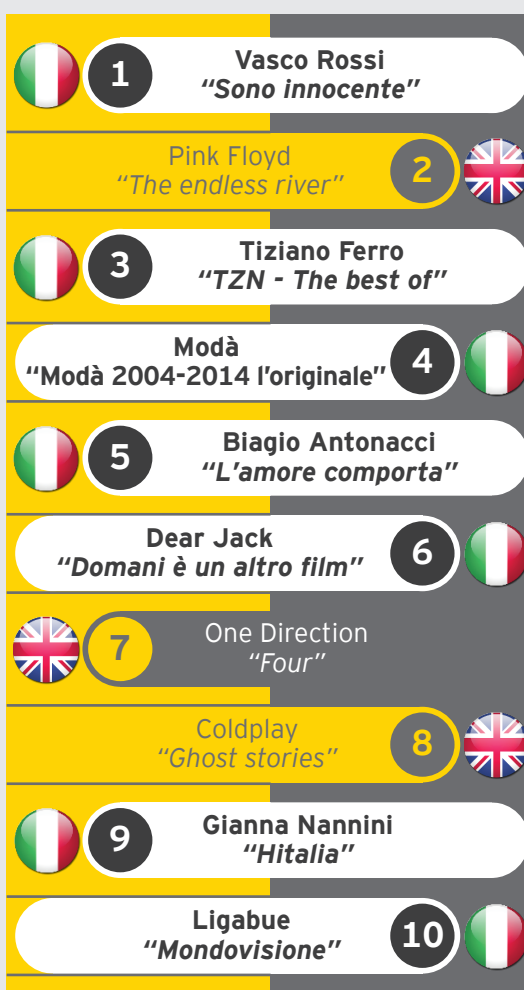 1
Vasco Rossi
“Sono innocente”
Pink Floyd
“The endless river”
2
3
Tiziano Ferro
“TZN - The best of”
Modà
“Modà 2004-2014 l’originale”
4
5
Biagio Antonacci
“L’amore comporta”
Dear Jack
“Domani è un altro film”
6
7
One Direction
“Four”
Coldplay
“Ghost stories”
8
9
Gianna Nannini
“Hitalia”
Ligabue
“Mondovisione”
10